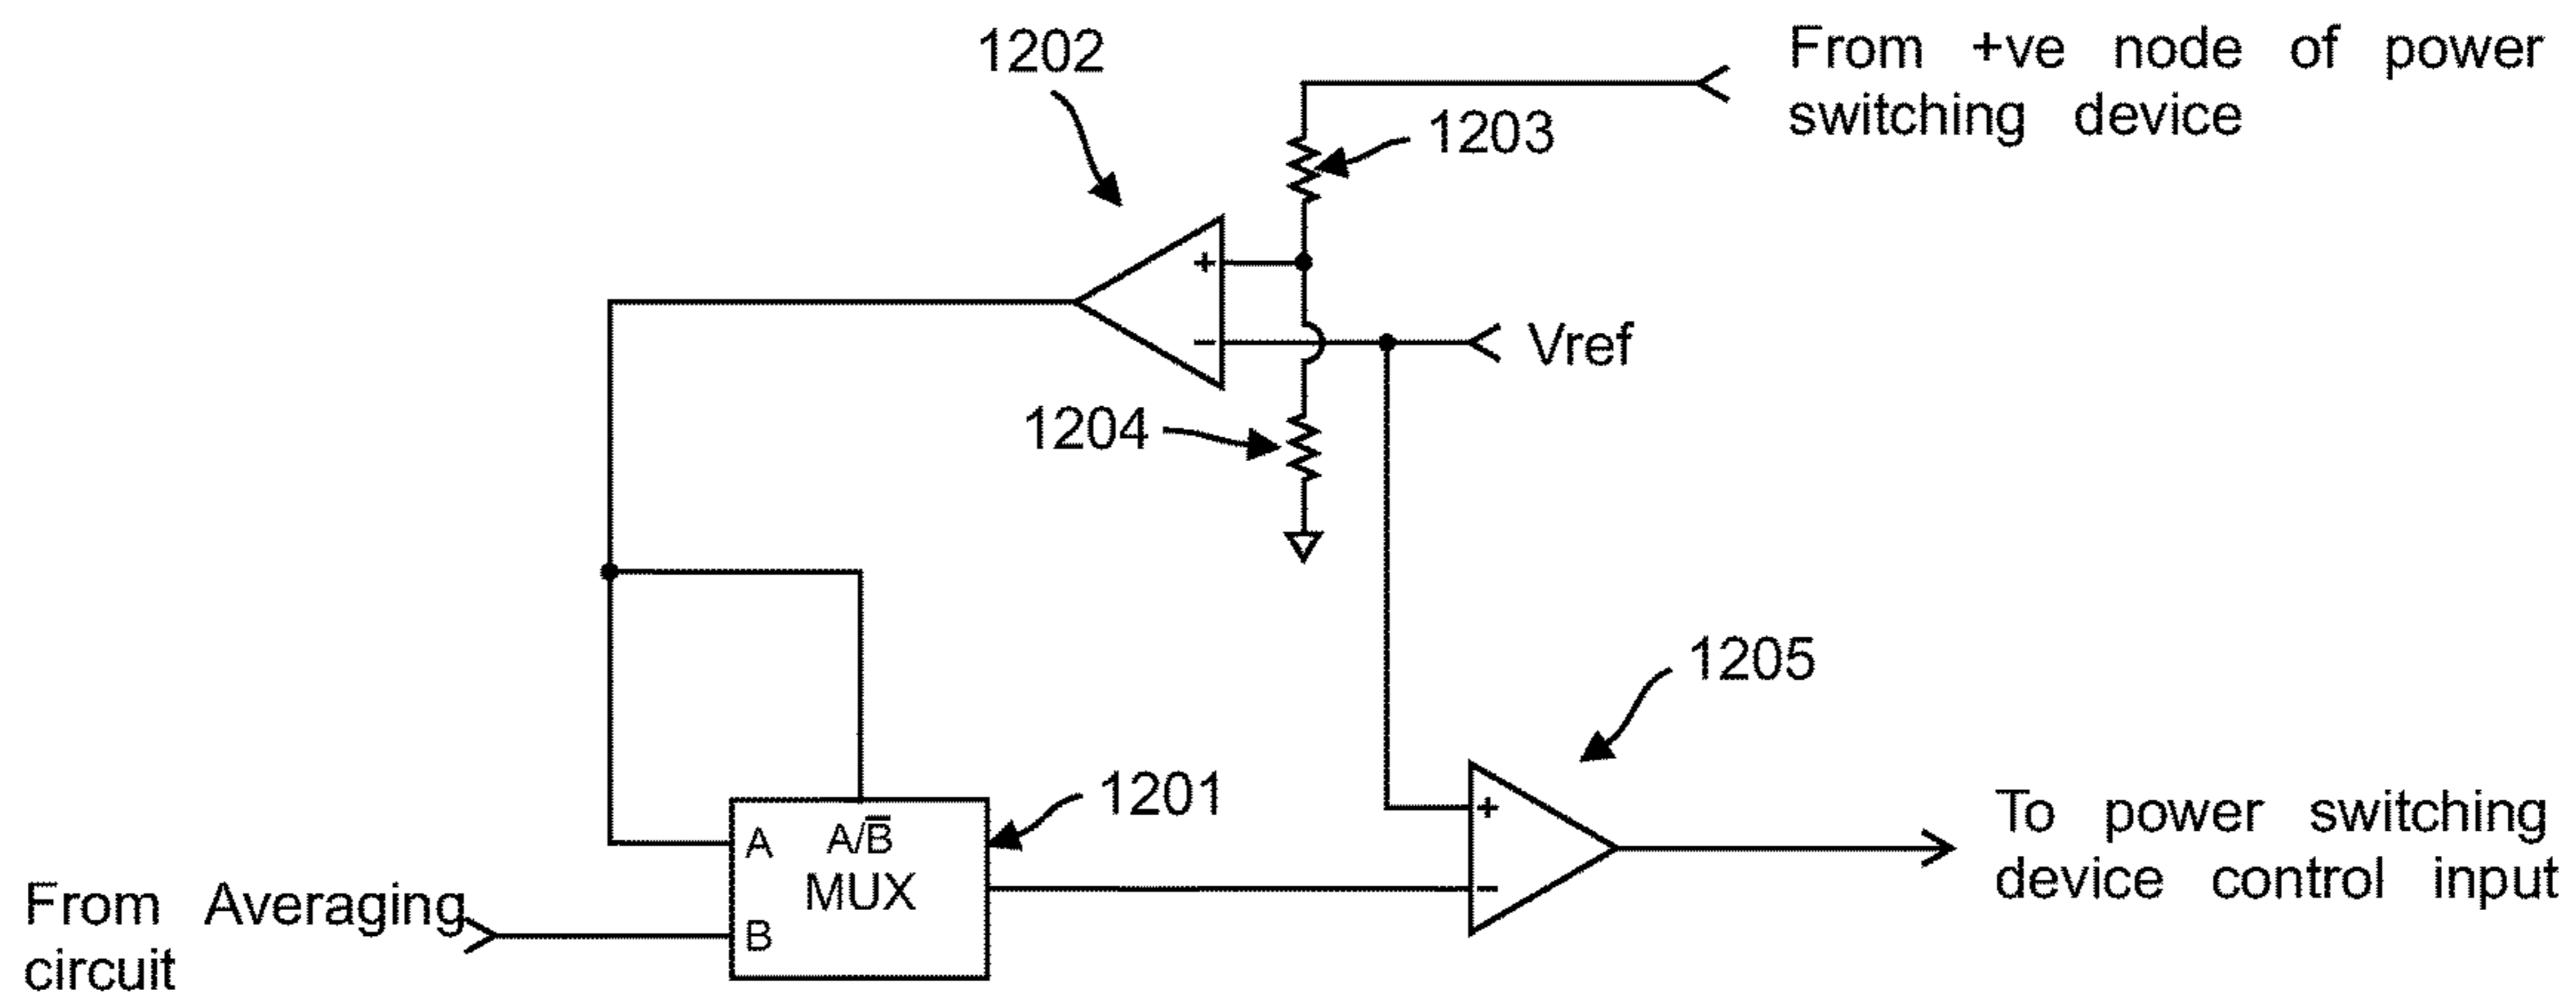 1202
From +ve node of power
switching device
1203
+
−
Vref
1204
1205
1201
A
A/B̅
MUX
B
+
−
From Averaging
circuit
To power switching
device control input